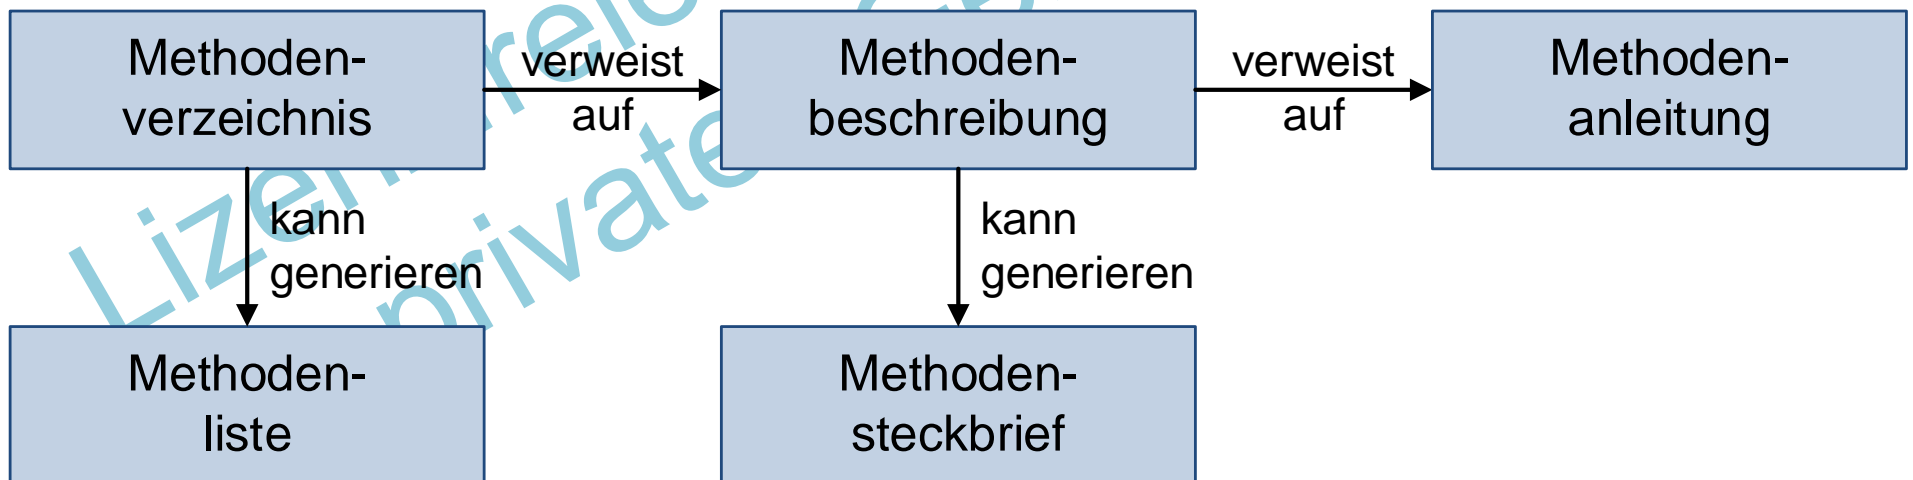 Methoden-
verzeichnis
verweist
auf
Methoden-
beschreibung
verweist
auf
Methoden-
anleitung
kann
generieren
kann
generieren
Methoden-
liste
Methoden-
steckbrief